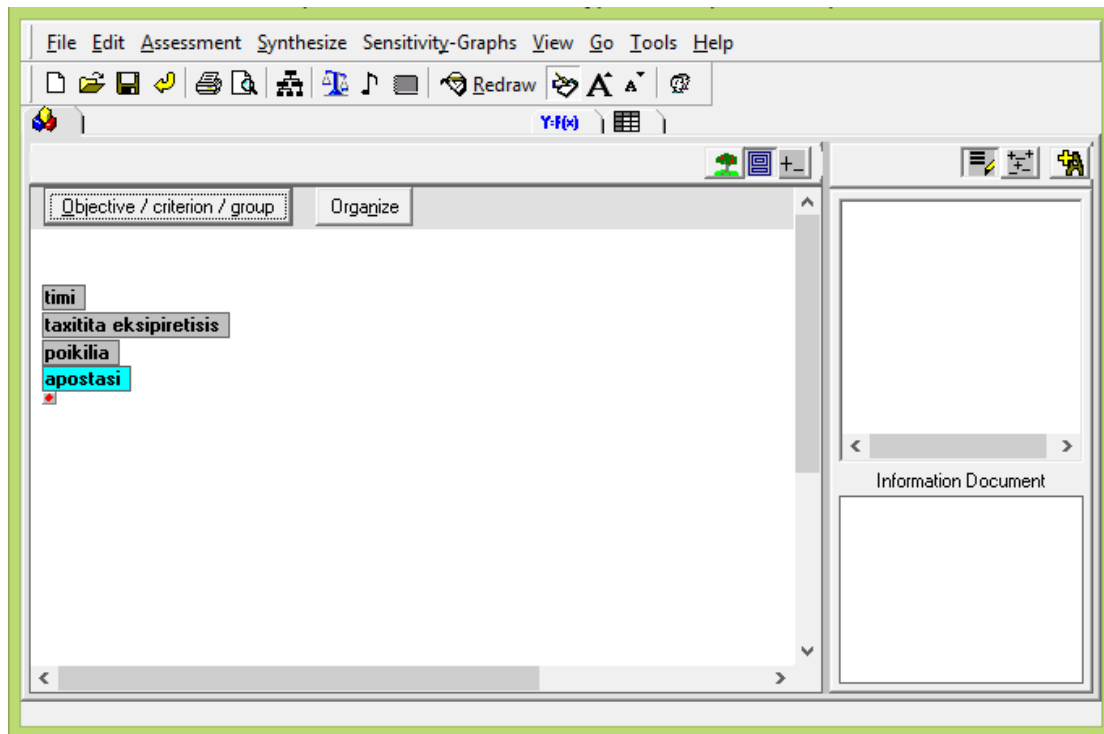 File Edit Assessment Synthesize Sensitivity-Graphs View Go Tools Help
Redraw A A
Y=F(x)
Objective / criterion / group Organize
timi
taxitita eksipiretisis
poikilia
apostasi
Information Document